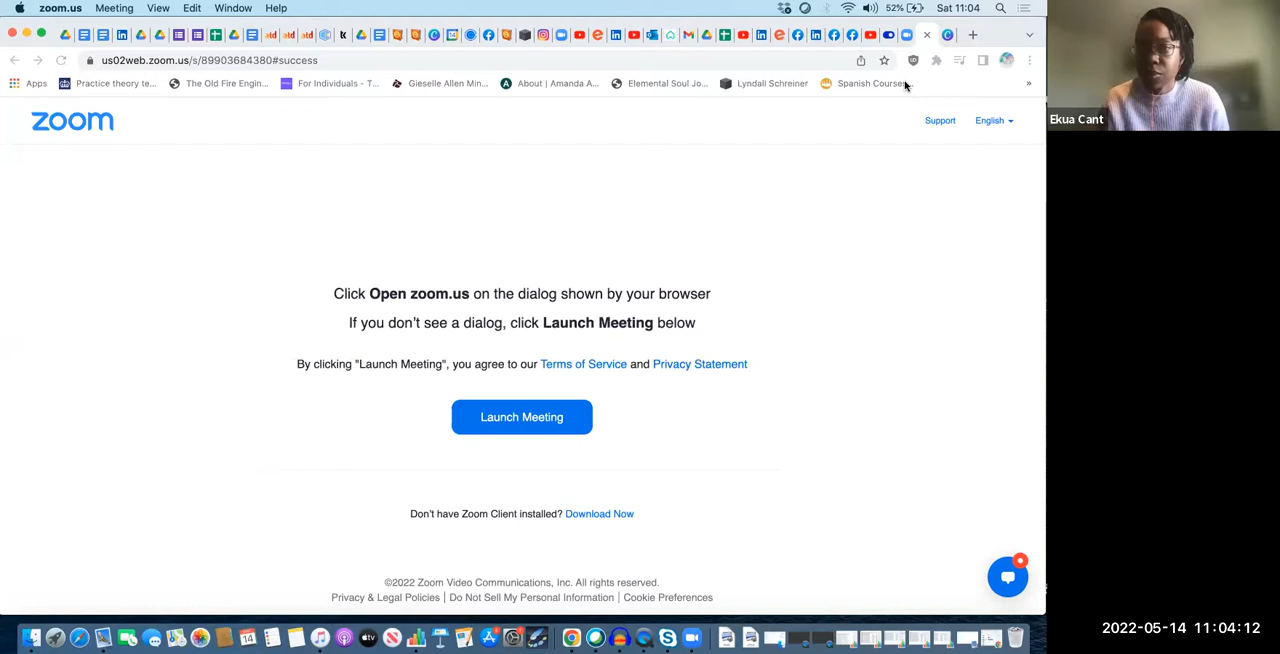 zoom.us Meeting View Edit Window Help 52% Sat 11:04
us02web.zoom.us/s/89903684380#success
Apps Practice theory te... The Old Fire Engin... For Individuals - T... Gieselle Allen Min... About | Amanda A... Elemental Soul Jo... Lyndall Schreiner Spanish Courses... »
Ekua Cant
zoom
Support English
Click Open zoom.us on the dialog shown by your browser
If you don't see a dialog, click Launch Meeting below
By clicking "Launch Meeting", you agree to our Terms of Service and Privacy Statement
Launch Meeting
Don't have Zoom Client installed? Download Now
©2022 Zoom Video Communications, Inc. All rights reserved.
Privacy & Legal Policies | Do Not Sell My Personal Information | Cookie Preferences
2022-05-14 11:04:12